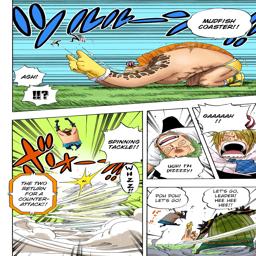 MUDFISH
COASTER!!
AGH!
!!?
SPINNING
TACKLE!!
GAAAAAH
!!
UGH! I'M
DIZZZZY!
WHZZ
THE TWO
RETURN
FOR A
COUNTER-
ATTACK!!
POW POW!
LET'S GO!
LET'S GO,
LEADER!
HEE HEE
HEE!!